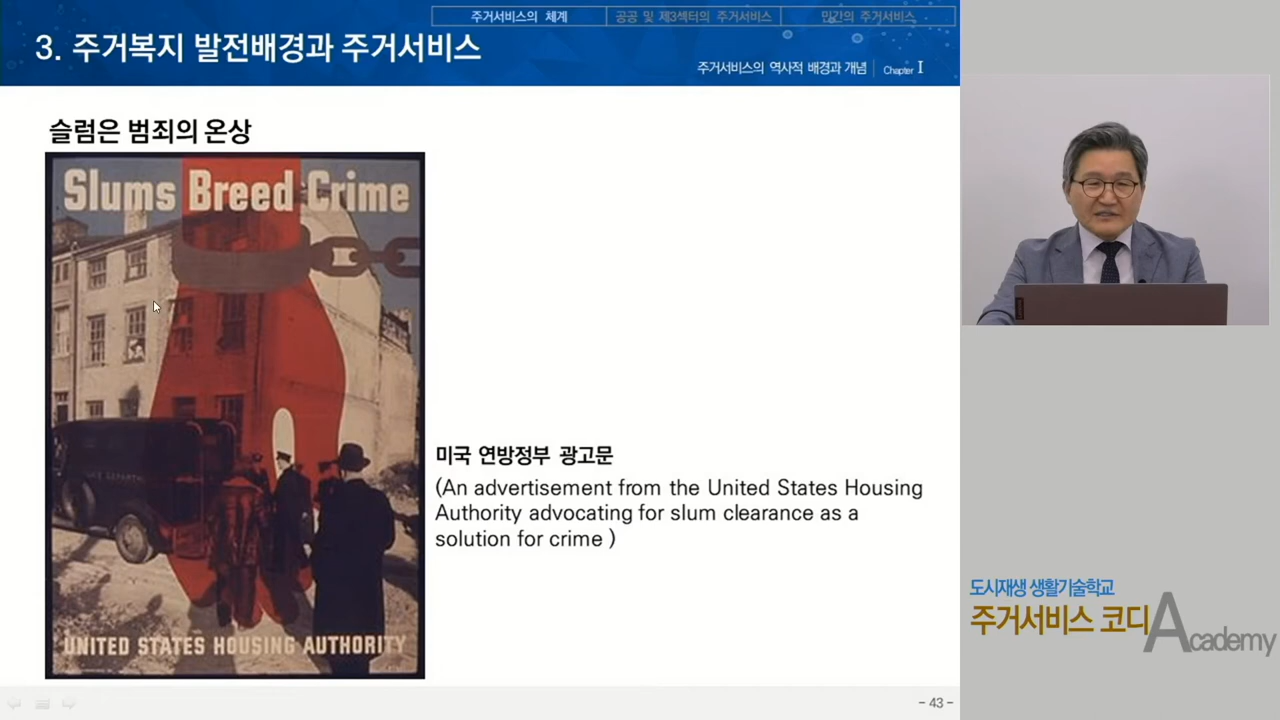 주거서비스의 체계
공공 및 제3섹터의 주거서비스
민간의 주거서비스
3. 주거복지 발전배경과 주거서비스
주거서비스의 역사적 배경과 개념
Chapter I
슬럼은 범죄의 온상
Slums Breed Crime
UNITED STATES HOUSING AUTHORITY
미국 연방정부 광고문
(An advertisement from the United States Housing
Authority advocating for slum clearance as a
solution for crime )
- 43 -
도시재생 생활기술학교
주거서비스 코디
Academy